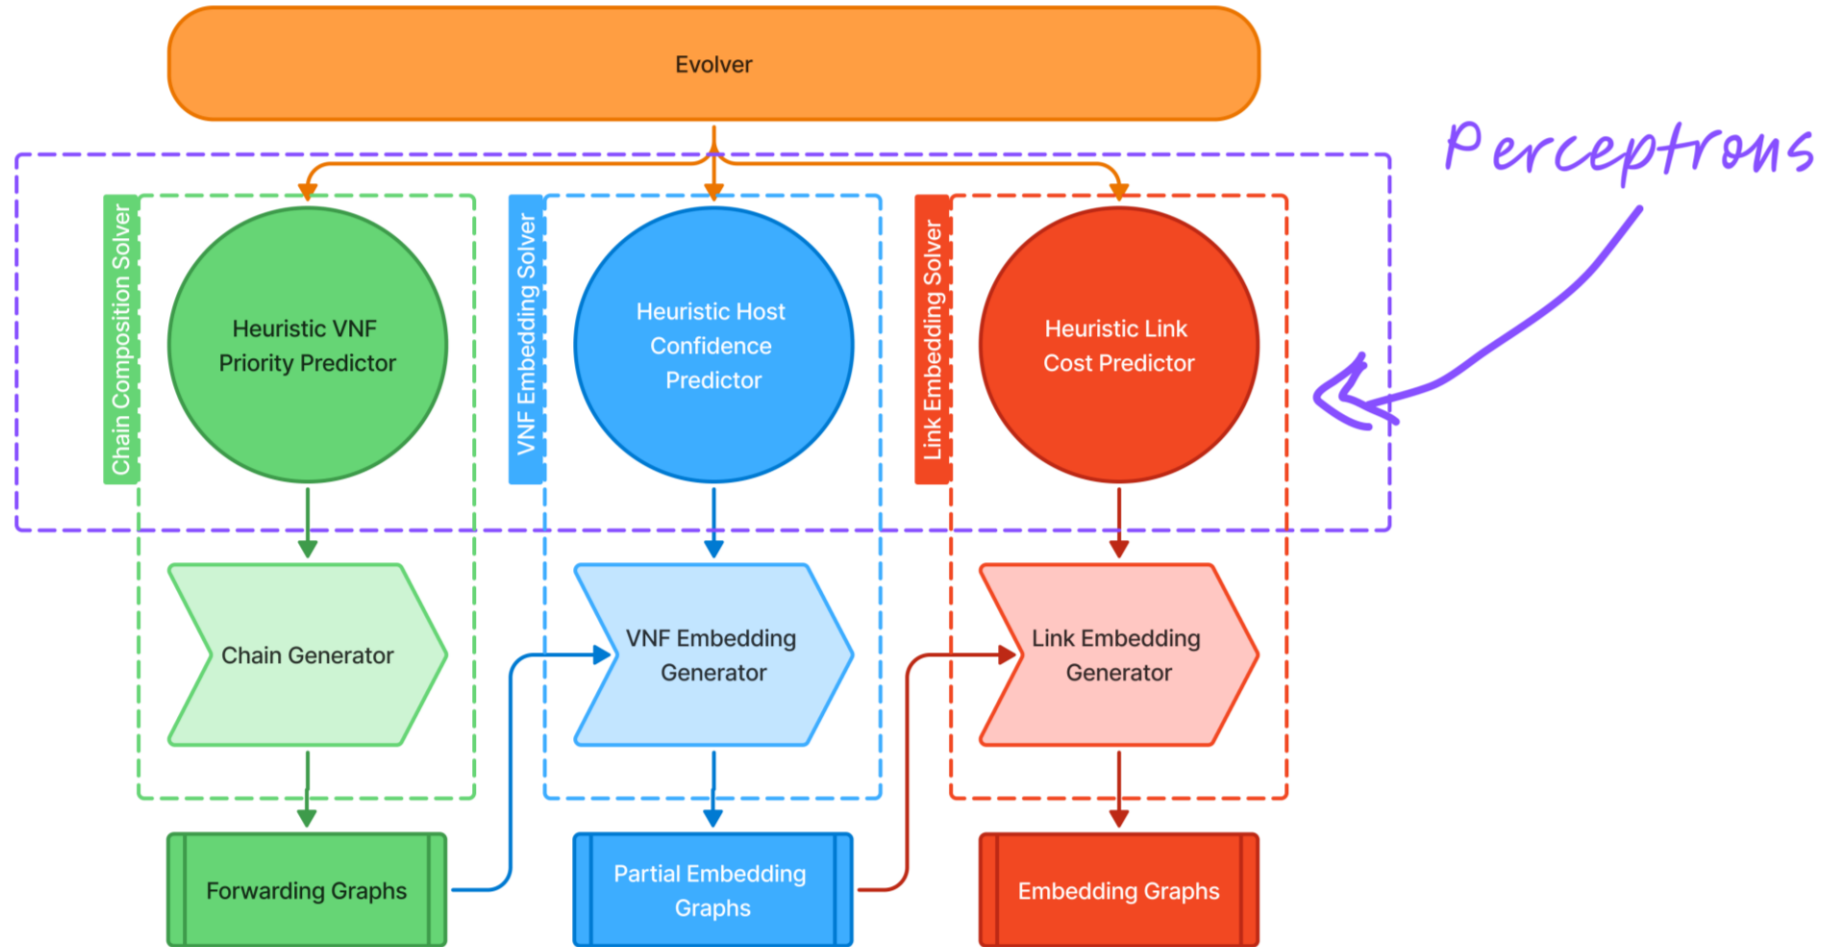 Evolver
Perceptrons
Chain Composition Solver
Heuristic VNF
Priority Predictor
VNF Embedding Solver
Heuristic Host
Confidence
Predictor
Link Embedding Solver
Heuristic Link
Cost Predictor
Chain Generator
VNF Embedding
Generator
Link Embedding
Generator
Forwarding Graphs
Partial Embedding
Graphs
Embedding Graphs